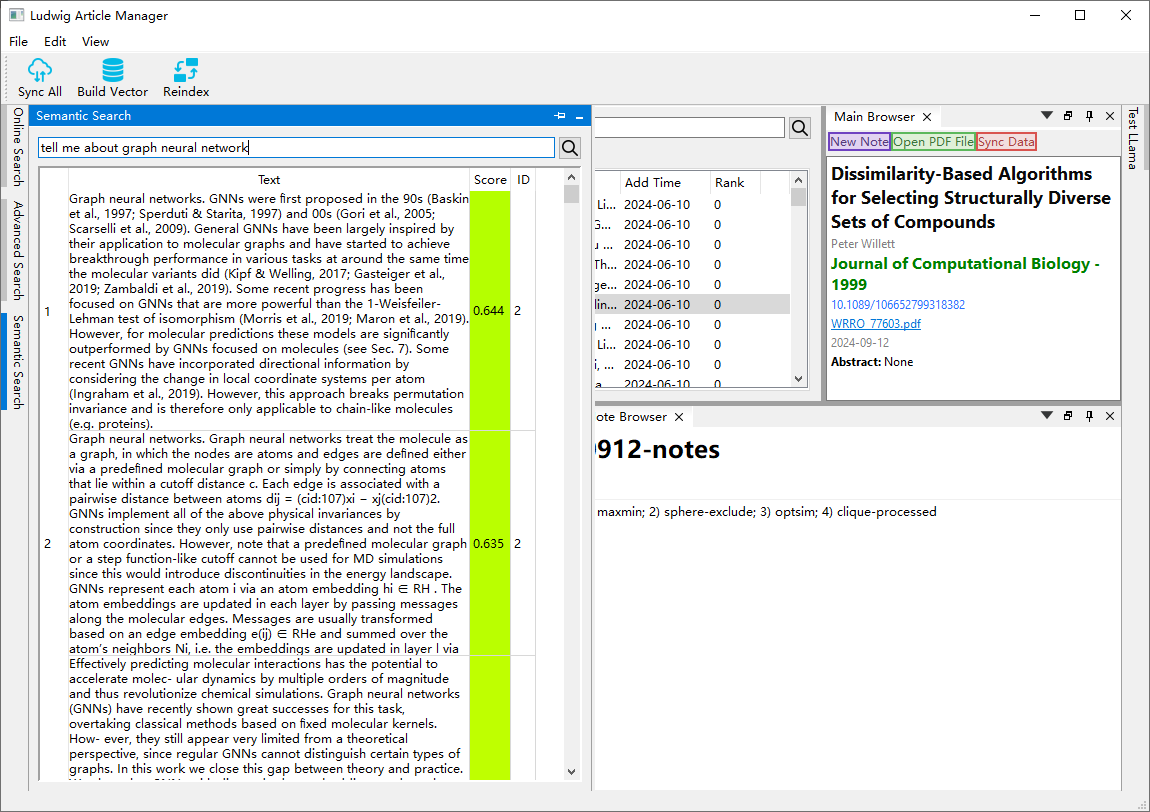 Ludwig Article Manager
File Edit View
Sync All Build Vector Reindex
Online Search
Advanced Search
Semantic Search
Semantic Search
tell me about graph neural network
Text Score ID
1
Graph neural networks. GNNs were first proposed in the 90s (Baskin
et al., 1997; Sperduti & Starita, 1997) and 00s (Gori et al., 2005;
Scarselli et al., 2009). General GNNs have been largely inspired by
their application to molecular graphs and have started to achieve
breakthrough performance in various tasks at around the same time
the molecular variants did (Kipf & Welling, 2017; Gasteiger et al.,
2019; Zambaldi et al., 2019). Some recent progress has been
focused on GNNs that are more powerful than the 1-Weisfeiler-
Lehman test of isomorphism (Morris et al., 2019; Maron et al., 2019).
However, for molecular predictions these models are significantly
outperformed by GNNs focused on molecules (see Sec. 7). Some
recent GNNs have incorporated directional information by
considering the change in local coordinate systems per atom
(Ingraham et al., 2019). However, this approach breaks permutation
invariance and is therefore only applicable to chain-like molecules
(e.g. proteins).
0.644 2
2
Graph neural networks. Graph neural networks treat the molecule as
a graph, in which the nodes are atoms and edges are defined either
via a predefined molecular graph or simply by connecting atoms
that lie within a cutoff distance c. Each edge is associated with a
pairwise distance between atoms dij = (cid:107)xi − xj(cid:107)2.
GNNs implement all of the above physical invariances by
construction since they only use pairwise distances and not the full
atom coordinates. However, note that a predefined molecular graph
or a step function-like cutoff cannot be used for MD simulations
since this would introduce discontinuities in the energy landscape.
GNNs represent each atom i via an atom embedding hi ∈ RH . The
atom embeddings are updated in each layer by passing messages
along the molecular edges. Messages are usually transformed
based on an edge embedding e(ij) ∈ RHe and summed over the
atom's neighbors Ni, i.e. the embeddings are updated in layer l via
0.635 2
Effectively predicting molecular interactions has the potential to
accelerate molec- ular dynamics by multiple orders of magnitude
and thus revolutionize chemical simulations. Graph neural networks
(GNNs) have recently shown great successes for this task,
overtaking classical methods based on fixed molecular kernels.
How- ever, they still appear very limited from a theoretical
perspective, since regular GNNs cannot distinguish certain types of
graphs. In this work we close this gap between theory and practice.
Add Time Rank
Li... 2024-06-10 0
G... 2024-06-10 0
u ... 2024-06-10 0
Th... 2024-06-10 0
ge... 2024-06-10 0
lin... 2024-06-10 0
... 2024-06-10 0
Li... 2024-06-10 0
i, ... 2024-06-10 0
a 2024-06-10 0
Main Browser
New Note Open PDF File Sync Data
Dissimilarity-Based Algorithms
for Selecting Structurally Diverse
Sets of Compounds
Peter Willett
Journal of Computational Biology -
1999
10.1089/106652799318382
WRRO_77603.pdf
2024-09-12
Abstract: None
Test LLama
ote Browser
912-notes
maxmin; 2) sphere-exclude; 3) optsim; 4) clique-processed